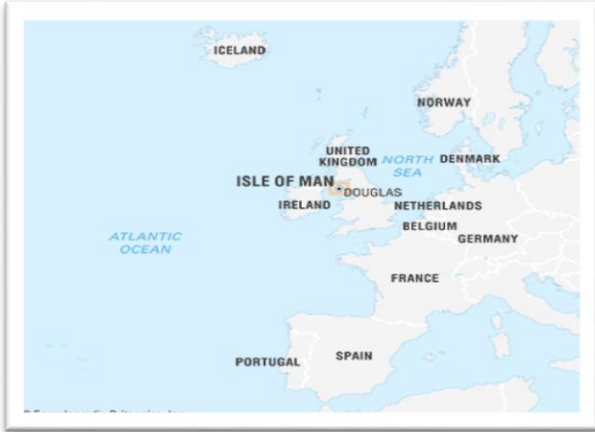 ICELAND
NORWAY
UNITED
KINGDOM
NORTH
SEA
DENMARK
ISLE OF MAN
DOUGLAS
IRELAND
NETHERLANDS
BELGIUM
GERMANY
ATLANTIC
OCEAN
FRANCE
PORTUGAL
SPAIN